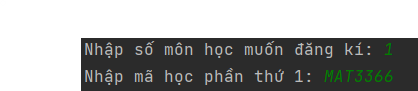 Nhập số môn học muốn đăng kí: 1
Nhập mã học phần thứ 1: MAT3366